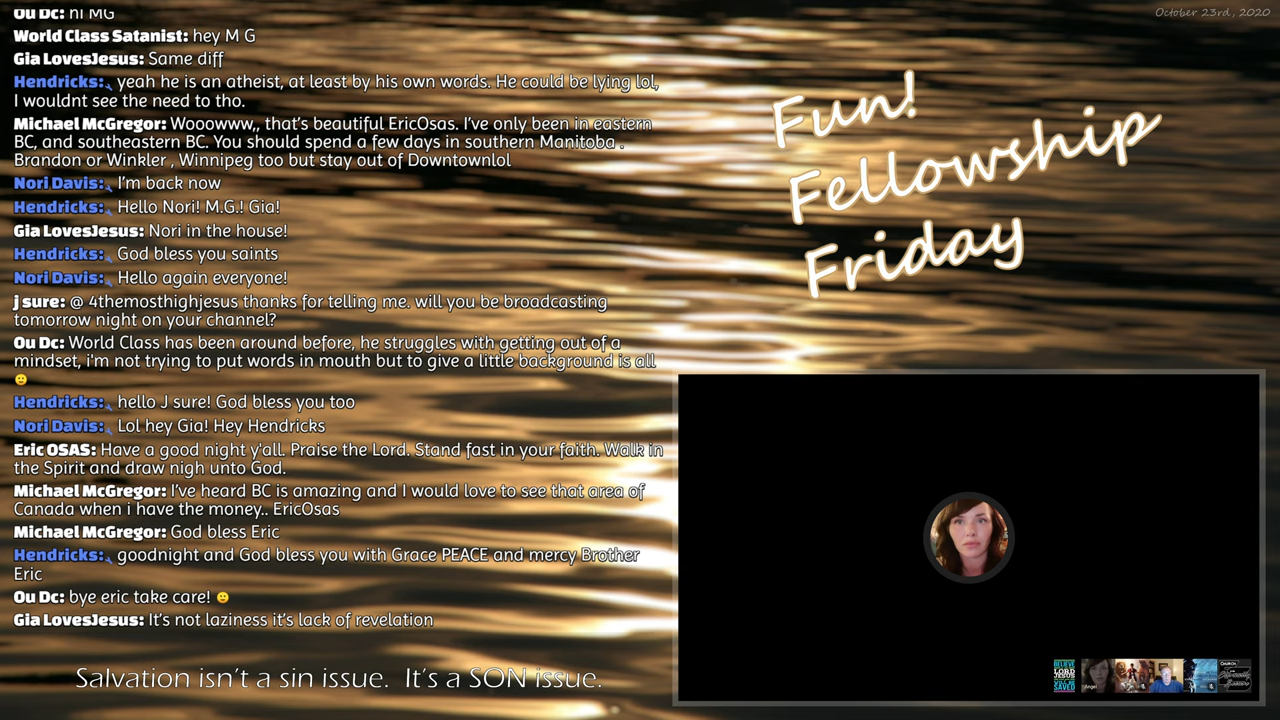 Ou Dc: hi MG
World Class Satanist: hey M G
Gia LovesJesus: Same diff
Hendricks: yeah he is an atheist, at least by his own words. He could be lying lol,
I wouldnt see the need to tho.
Michael McGregor: Wooowww,, that's beautiful EricOsas. I've only been in eastern
BC, and southeastern BC. You should spend a few days in southern Manitoba .
Brandon or Winkler , Winnipeg too but stay out of Downtownlol
Nori Davis: I'm back now
Hendricks: Hello Nori! M.G.! Gia!
Gia LovesJesus: Nori in the house!
Hendricks: God bless you saints
Nori Davis: Hello again everyone!
j sure: @ 4themosthighjesus thanks for telling me. will you be broadcasting
tomorrow night on your channel?
Ou Dc: World Class has been around before, he struggles with getting out of a
mindset, i'm not trying to put words in mouth but to give a little background is all
🙂
Hendricks: hello J sure! God bless you too
Nori Davis: Lol hey Gia! Hey Hendricks
Eric OSAS: Have a good night y'all. Praise the Lord. Stand fast in your faith. Walk in
the Spirit and draw nigh unto God.
Michael McGregor: I've heard BC is amazing and I would love to see that area of
Canada when i have the money.. EricOsas
Michael McGregor: God bless Eric
Hendricks: goodnight and God bless you with Grace PEACE and mercy Brother
Eric
Ou Dc: bye eric take care! 🙂
Gia LovesJesus: It's not laziness it's lack of revelation
Salvation isn't a sin issue. It's a SON issue.
October 23rd, 2020
Fun!
Fellowship
Friday
BELIEVE
LORD
JESUS
SAVED
Angel
CHURCH